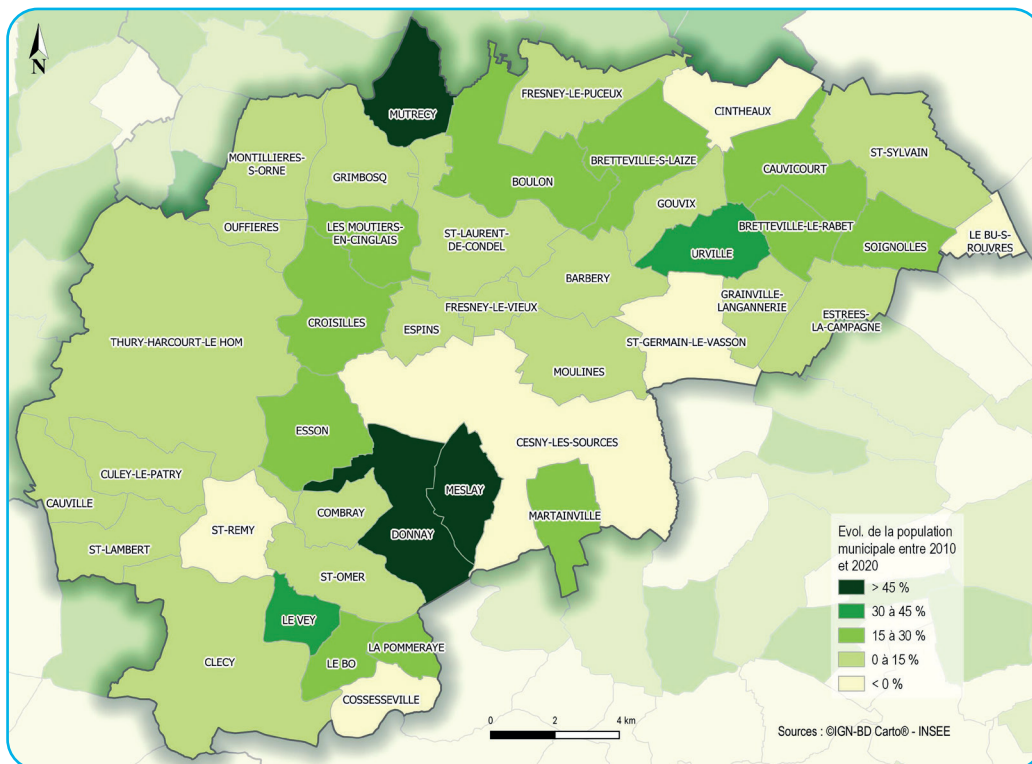 N
FRESNEY-LE-PUCEUX
MUTRECY
CINTHEAUX
MONTILLIERES-
S-ORNE
GRIMBOSQ
BRETTEVILLE-S-LAIZE
ST-SYLVAIN
CAUVICOURT
BOULON
GOUVIX
OUFFIERES
LES MOUTIERS-
EN-CINGLAIS
ST-LAURENT-
DE-CONDEL
BRETTEVILLE-LE-RABET
LE BU-S-
ROUVRES
SOIGNOLLES
URVILLE
BARBERY
GRAINVILLE-
LANGANNERIE
FRESNEY-LE-VIEUX
CROISILLES
ESPINS
ESTREES-
LA-CAMPAGNE
THURY-HARCOURT-LE HOM
ST-GERMAIN-LE-VASSON
MOULINES
ESSON
CESNY-LES-SOURCES
CULEY-LE-PATRY
MESLAY
CAUVILLE
COMBRAY
MARTAINVILLE
ST-REMY
DONNAY
ST-LAMBERT
ST-OMER
LE VEY
LA POMMERAYE
CLECY
LE BO
COSSESSEVILLE
Evol. de la population
municipale entre 2010
et 2020
> 45 %
30 à 45 %
15 à 30 %
0 à 15 %
< 0 %
0 2 4 km
Sources : ©IGN-BD Carto® - INSEE